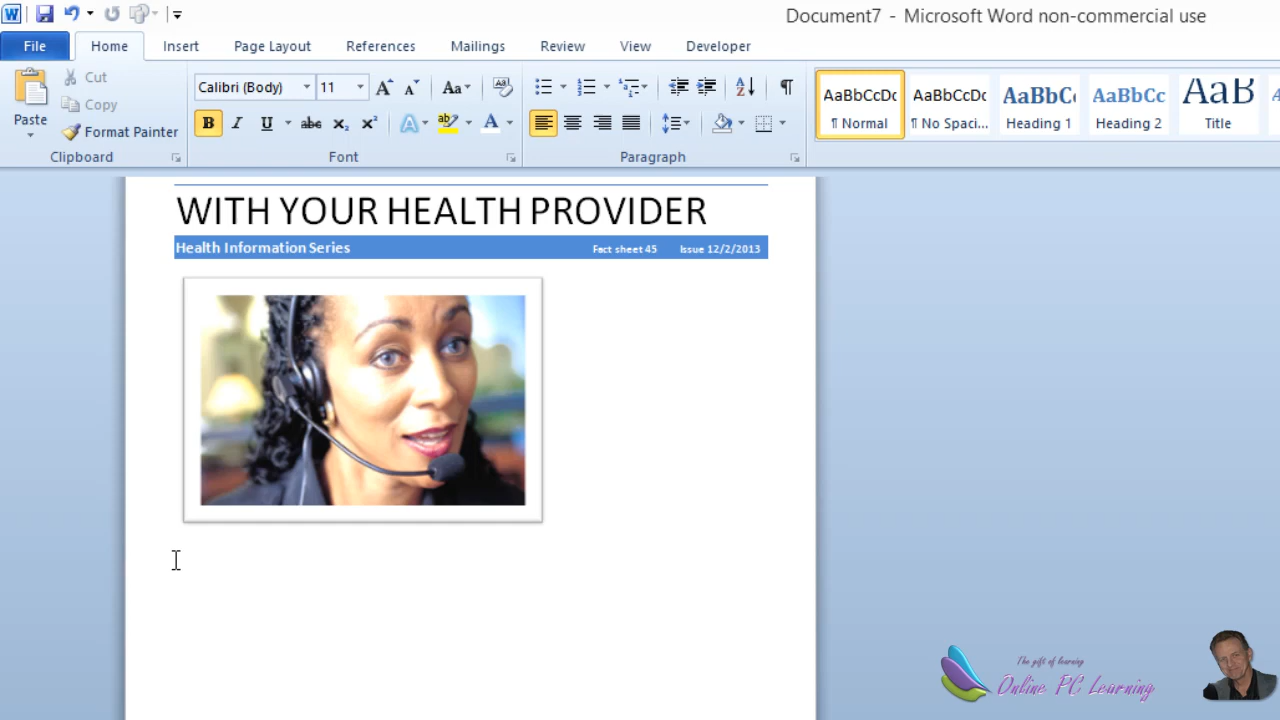 Document7 - Microsoft Word non-commercial use
File Home Insert Page Layout References Mailings Review View Developer
Cut
Copy
Format Painter
Paste
Calibri (Body) 11
AaBbCcDc AaBbCcDc AaBbC AaBbCc AaB
¶ Normal ¶ No Spaci... Heading 1 Heading 2 Title
Clipboard Font Paragraph
WITH YOUR HEALTH PROVIDER
Health Information Series Fact sheet 45 Issue 12/2/2013
The gift of learning
Online PC Learning